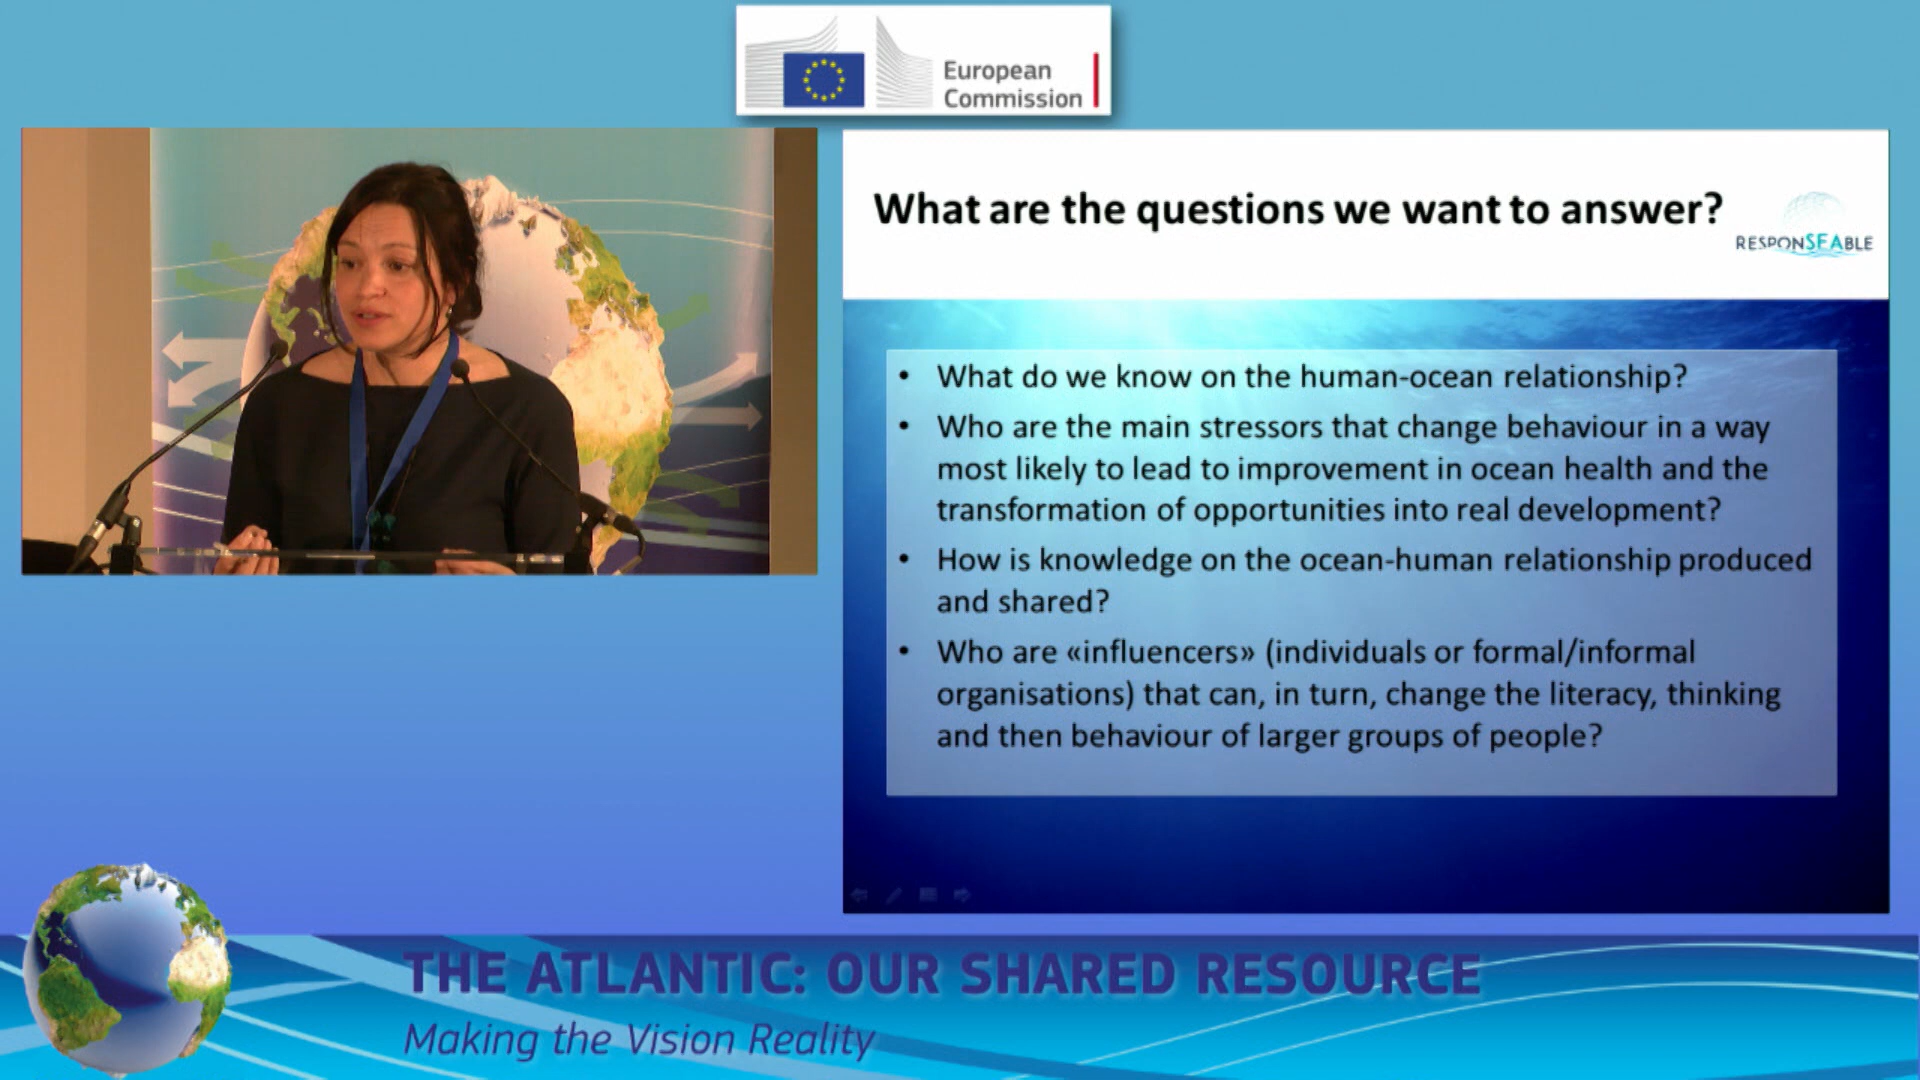 European
Commission
What are the questions we want to answer?
RESPONSEABLE
• What do we know on the human-ocean relationship?
• Who are the main stressors that change behaviour in a way
most likely to lead to improvement in ocean health and the
transformation of opportunities into real development?
• How is knowledge on the ocean-human relationship produced
and shared?
• Who are «influencers» (individuals or formal/informal
organisations) that can, in turn, change the literacy, thinking
and then behaviour of larger groups of people?
THE ATLANTIC: OUR SHARED RESOURCE
Making the Vision Reality